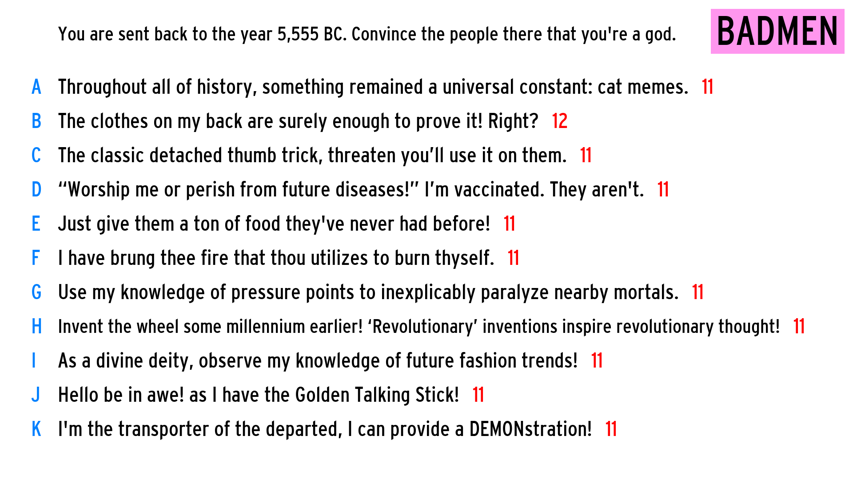 You are sent back to the year 5,555 BC. Convince the people there that you're a god.
BADMEN
A Throughout all of history, something remained a universal constant: cat memes. 11
B The clothes on my back are surely enough to prove it! Right? 12
C The classic detached thumb trick, threaten you’ll use it on them. 11
D “Worship me or perish from future diseases!” I’m vaccinated. They aren't. 11
E Just give them a ton of food they've never had before! 11
F I have brung thee fire that thou utilizes to burn thyself. 11
G Use my knowledge of pressure points to inexplicably paralyze nearby mortals. 11
H Invent the wheel some millennium earlier! ‘Revolutionary’ inventions inspire revolutionary thought! 11
I As a divine deity, observe my knowledge of future fashion trends! 11
J Hello be in awe! as I have the Golden Talking Stick! 11
K I'm the transporter of the departed, I can provide a DEMONstration! 11